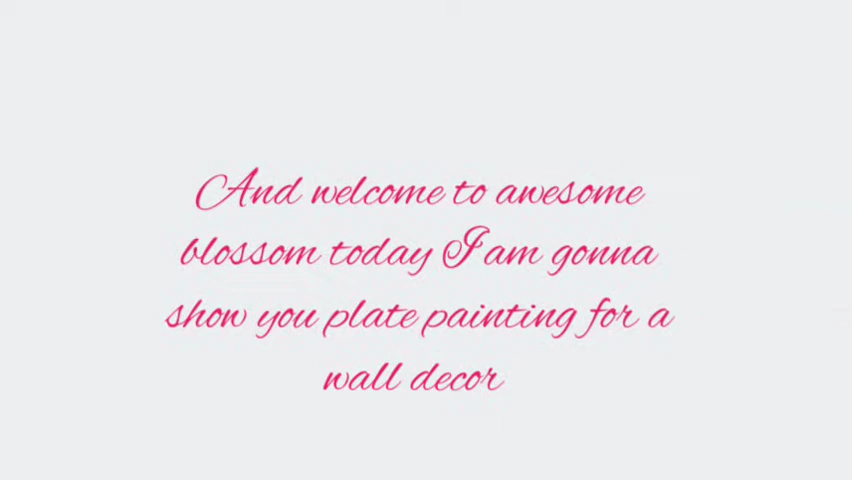 And welcome to awesome
blossom today I am gonna
show you plate painting for a
wall decor